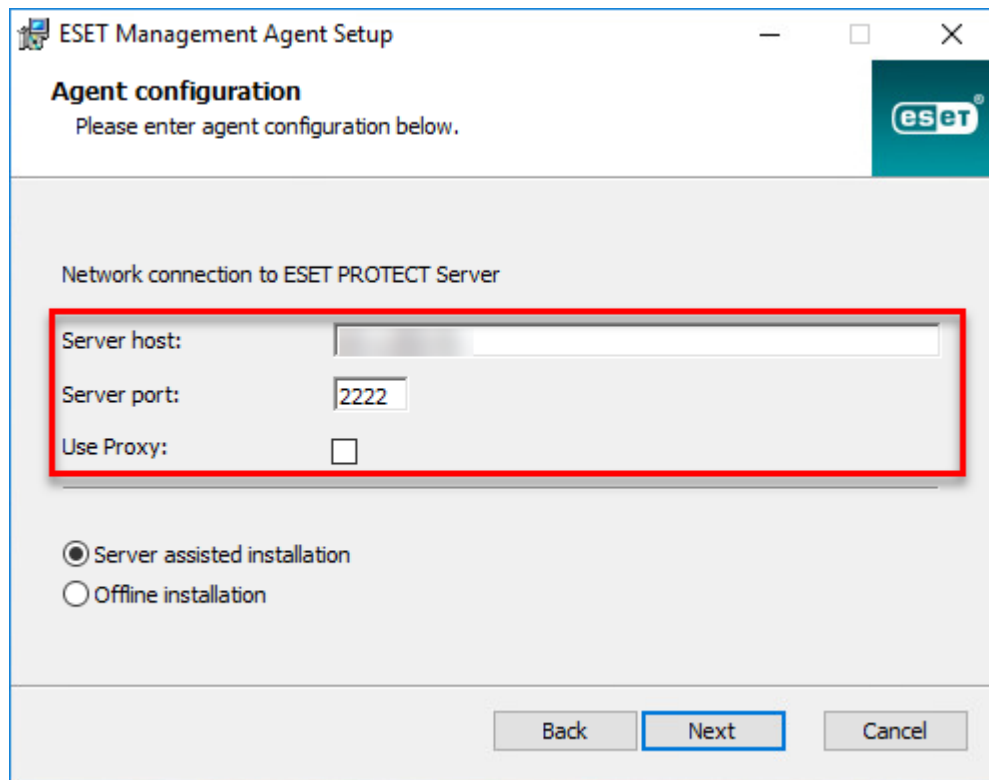 ESET Management Agent Setup
Agent configuration
Please enter agent configuration below.
eseT®
Network connection to ESET PROTECT Server
Server host:
Server port: 2222
Use Proxy:
Server assisted installation
Offline installation
Back Next Cancel